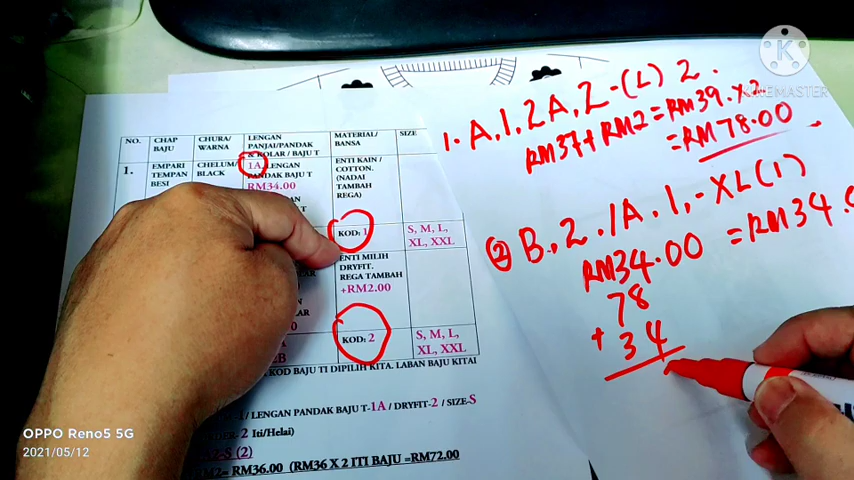 NO.
CHAP BAJU
CHURA/ WARNA
LENGAN PANJAI/PANDAK & KOLAR / BAJU T
MATERIAL/ BANSA
SIZE
1.
EMPARI TEMPAN BESI
CHELUM/ BLACK
1A. LENGAN PANDAK BAJU T
RM34.00
ENTI KAIN / COTTON. (NADAI TAMBAH REGA)
KOD: 1
S, M, L, XL, XXL
ENTI MILIH DRYFIT. REGA TAMBAH
+RM2.00
KOD: 2
S, M, L, XL, XXL
KOD BAJU TI DIPILIH KITA. LABAN BAJU KITAI
/ LENGAN PANDAK BAJU T-1A / DRYFIT-2 / SIZE-S
2 Iti/Helai)
-S (2)
= RM36.00 (RM36 X 2 ITI BAJU =RM72.00
1. A, 1, 2A, 2 -(L) 2.
RM37 + RM2 = RM39. X 2
= RM78.00
② B. 2. 1A. 1, - XL (1)
RM34.00 = RM34.
78
+ 34
KINEMASTER
OPPO Reno5 5G
2021/05/12